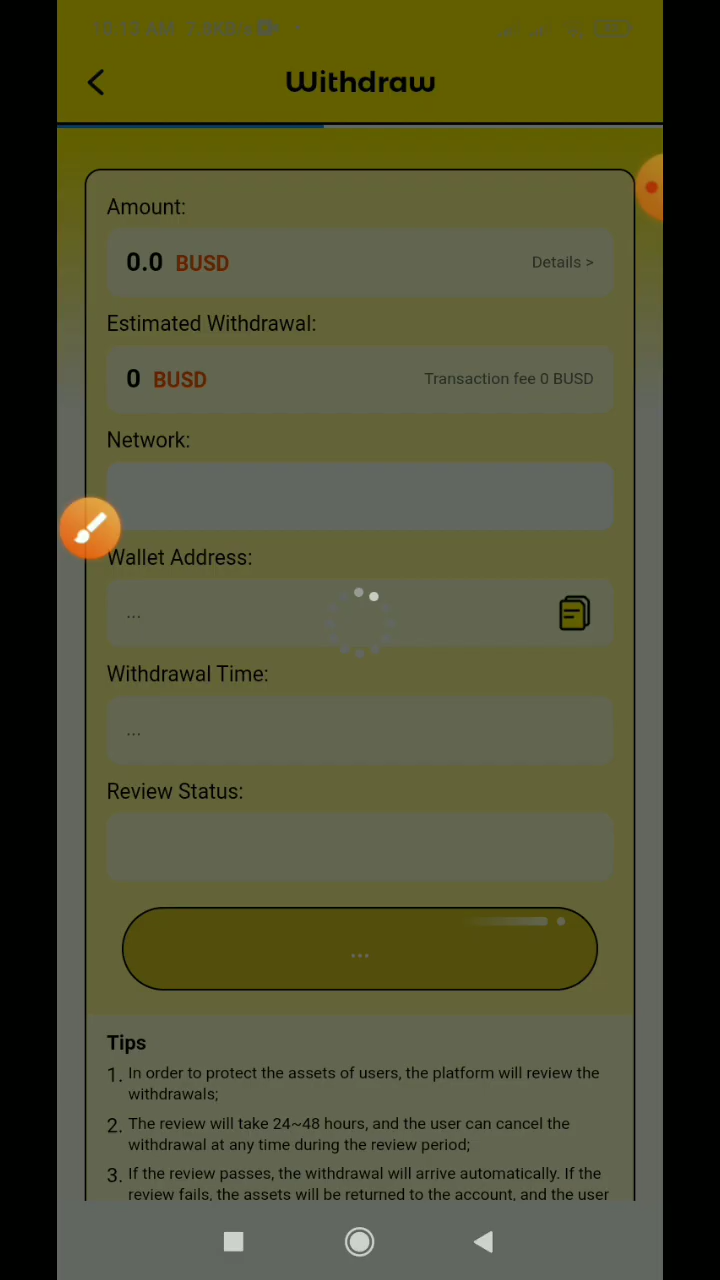 Withdraw
Amount:
0.0 BUSD Details >
Estimated Withdrawal:
0 BUSD Transaction fee 0 BUSD
Network:
Wallet Address:
...
Withdrawal Time:
...
Review Status:
...
Tips
1. In order to protect the assets of users, the platform will review the
withdrawals;
2. The review will take 24~48 hours, and the user can cancel the
withdrawal at any time during the review period;
3. If the review passes, the withdrawal will arrive automatically. If the
review fails, the assets will be returned to the account, and the user